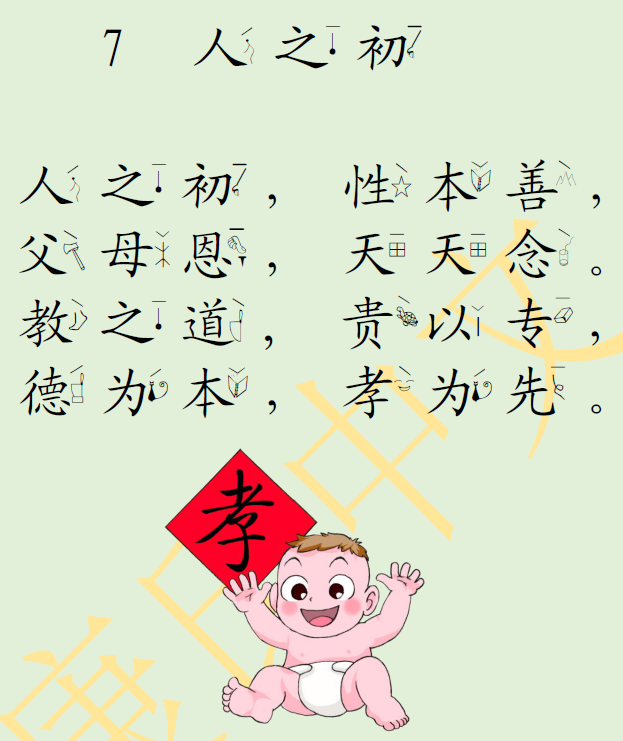 7 人之初
人之初，性本善，
父母恩，天天念。
教之道，贵以专，
德为本，孝为先。
孝